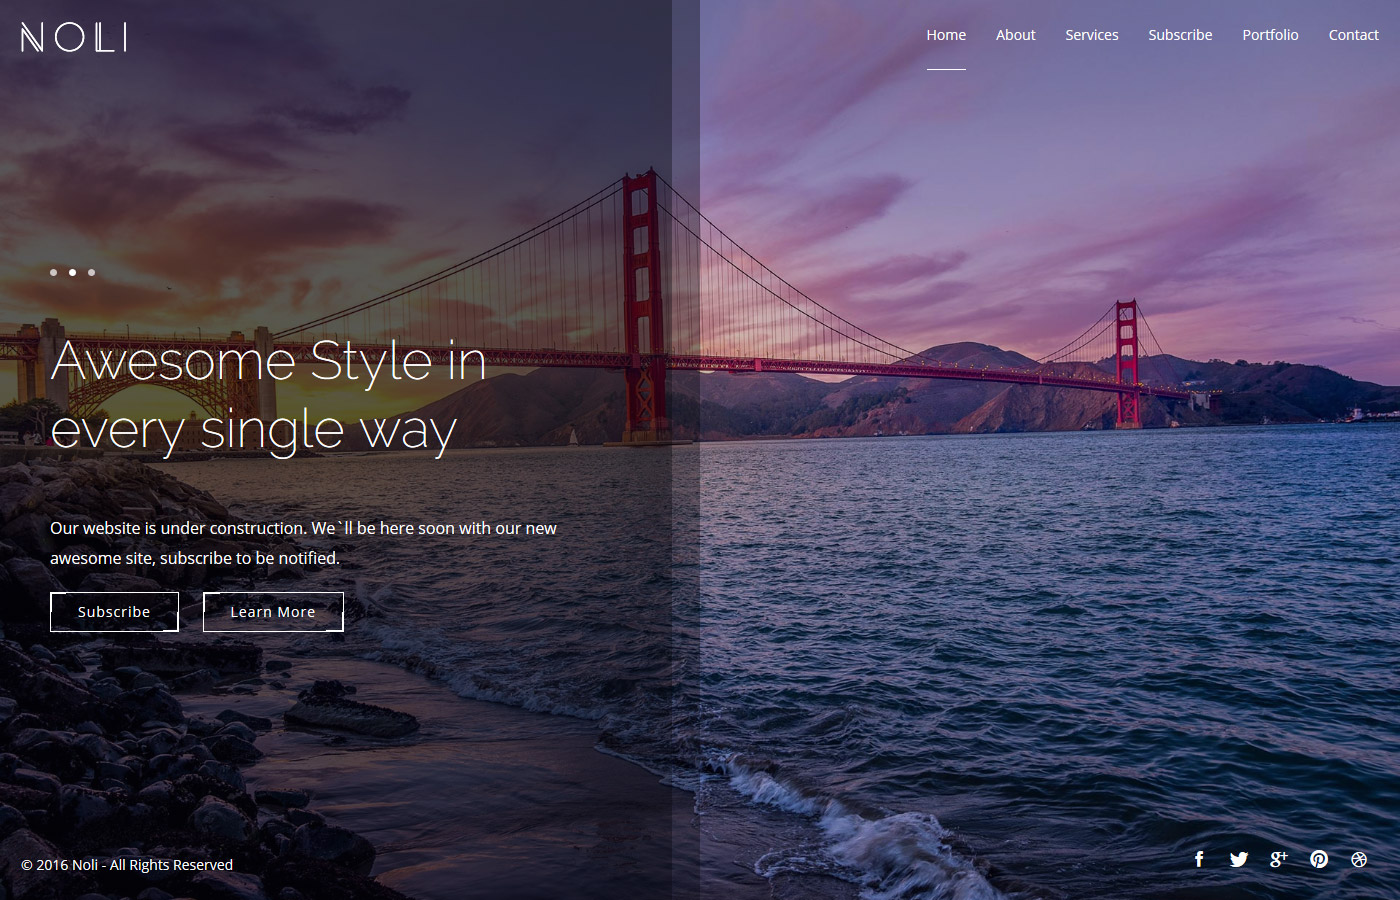 NOLI
Home About Services Subscribe Portfolio Contact
Awesome Style in
every single way
Our website is under construction. We`ll be here soon with our new
awesome site, subscribe to be notified.
Subscribe Learn More
© 2016 Noli - All Rights Reserved